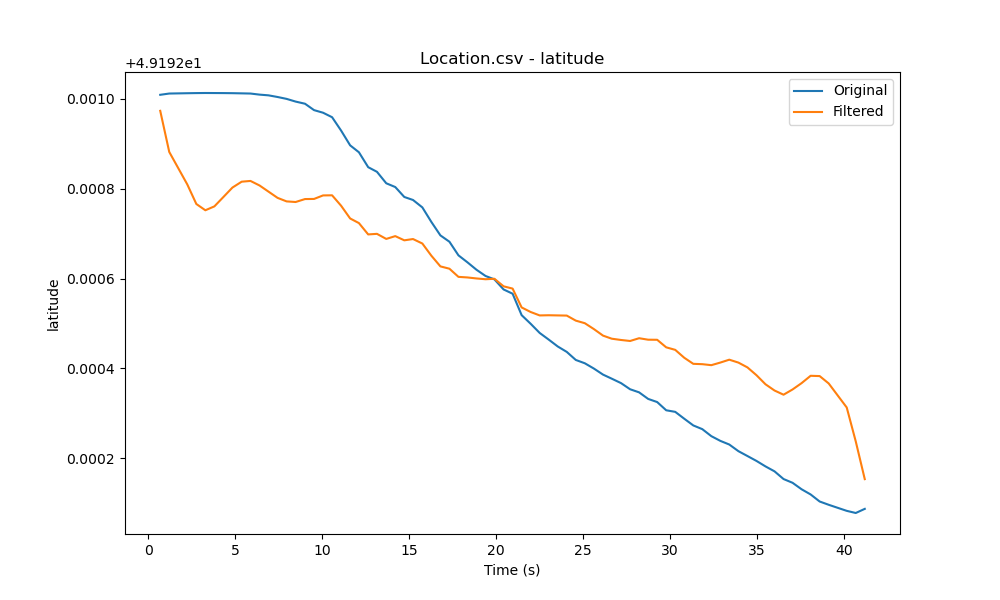 Location.csv - latitude
+4.9192e1
Original
Filtered
0.0010
0.0008
0.0006
0.0004
0.0002
latitude
0 5 10 15 20 25 30 35 40
Time (s)